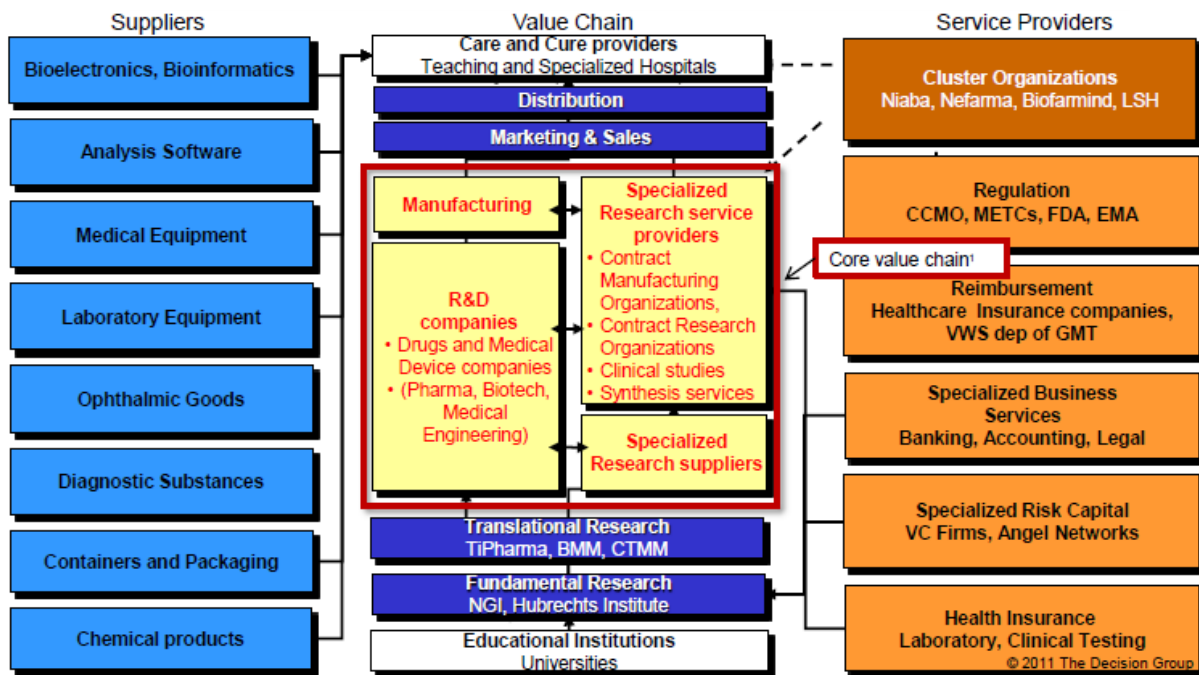 Suppliers
Bioelectronics, Bioinformatics
Analysis Software
Medical Equipment
Laboratory Equipment
Ophthalmic Goods
Diagnostic Substances
Containers and Packaging
Chemical products
Value Chain
Care and Cure providers
Teaching and Specialized Hospitals
Distribution
Marketing & Sales
Manufacturing
R&D
companies
• Drugs and Medical
Device companies
• (Pharma, Biotech,
Medical
Engineering)
Specialized
Research service
providers
• Contract
Manufacturing
Organizations,
• Contract Research
Organizations
• Clinical studies
• Synthesis services
Specialized
Research suppliers
Core value chain¹
Translational Research
TiPharma, BMM, CTMM
Fundamental Research
NGI, Hubrechts Institute
Educational Institutions
Universities
Service Providers
Cluster Organizations
Niaba, Nefarma, Biofarmind, LSH
Regulation
CCMO, METCs, FDA, EMA
Reimbursement
Healthcare Insurance companies,
VWS dep of GMT
Specialized Business
Services
Banking, Accounting, Legal
Specialized Risk Capital
VC Firms, Angel Networks
Health Insurance
Laboratory, Clinical Testing
© 2011 The Decision Group